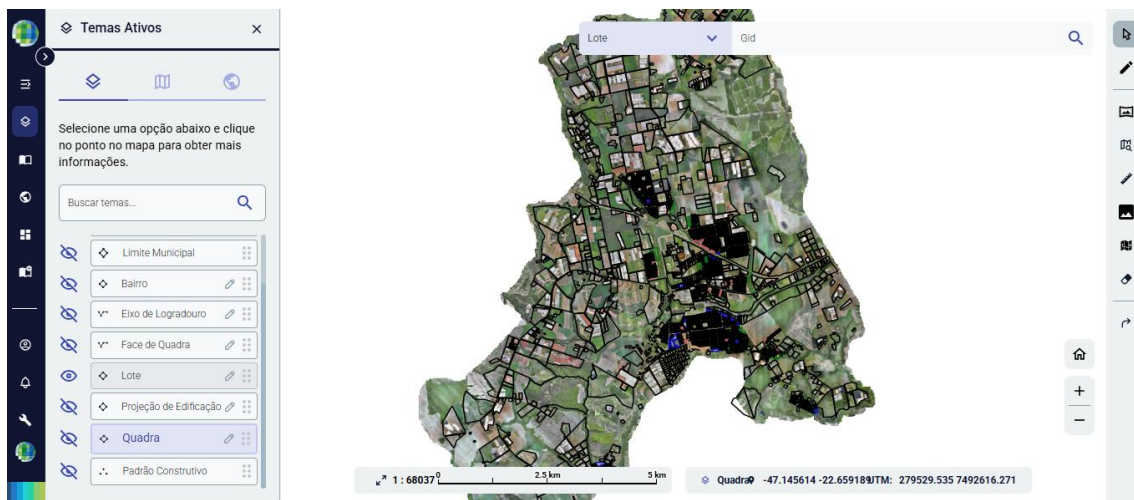 Temas Ativos
Selecione uma opção abaixo e clique
no ponto no mapa para obter mais
informações.
Buscar temas...
Limite Municipal
Bairro
Eixo de Logradouro
Face de Quadra
Lote
Projeção de Edificação
Quadra
Padrão Construtivo
Lote
Gid
1 : 68037
0
2.5 km
5 km
Quadra
-47.145614 -22.659189
UTM: 279529.535 7492616.271